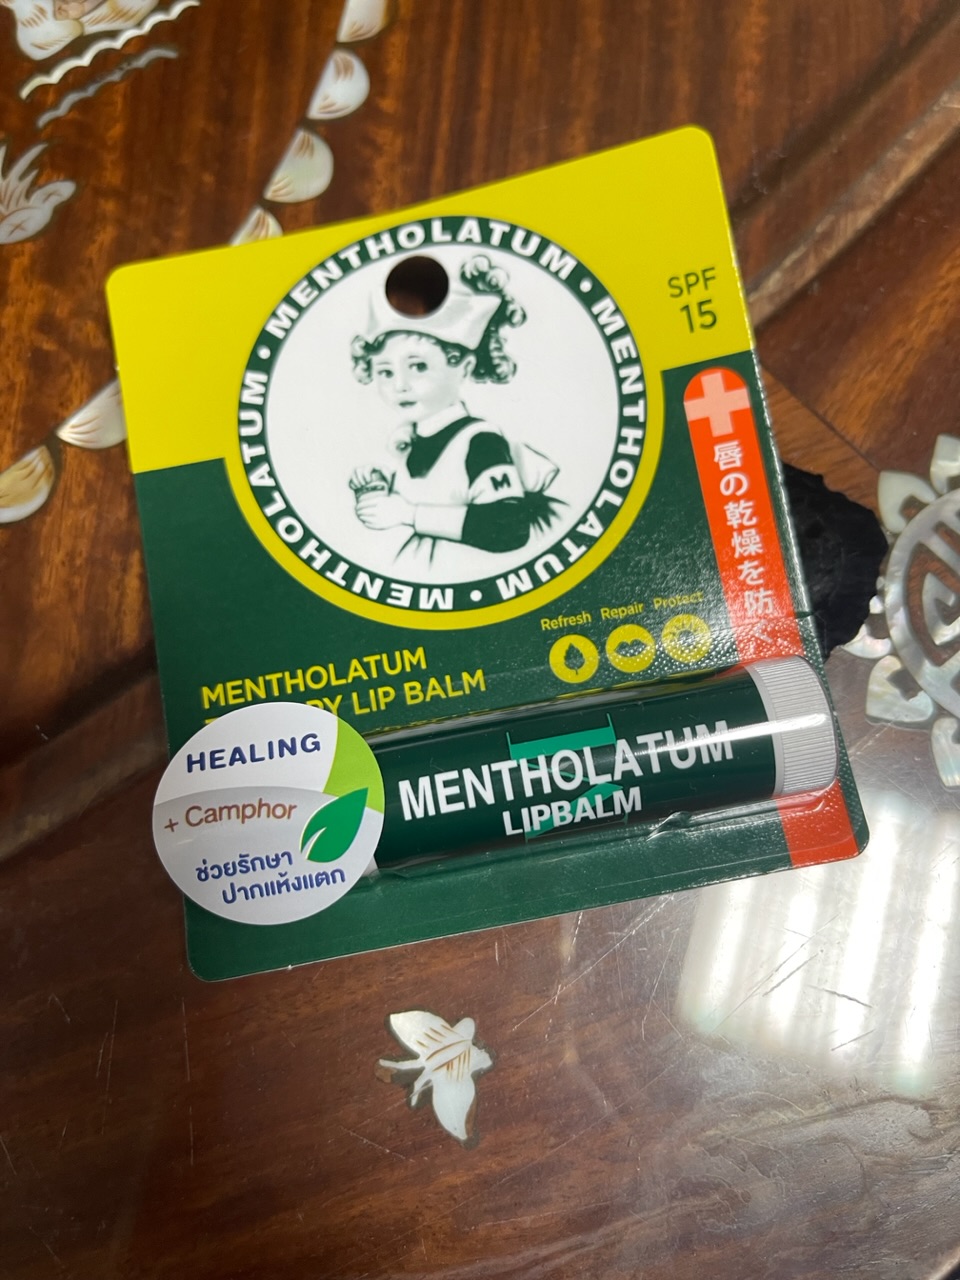 MENTHOLATUM • MENTHOLATUM • MENTHOLATUM •
M
SPF
15
唇の乾燥を防ぐ
Refresh Repair Protect
MENTHOLATUM
LIP BALM
HEALING
+ Camphor
ช่วยรักษา
ปากแห้งแตก
MENTHOLATUM
LIPBALM